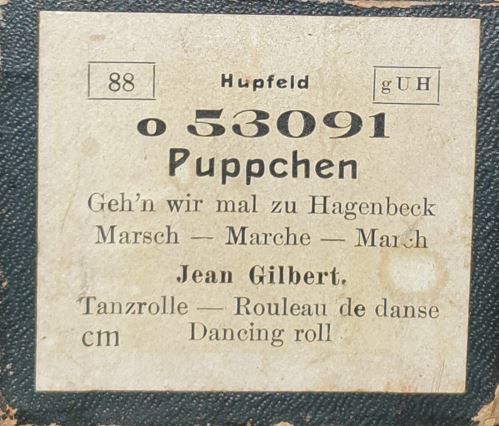 88 Hupfeld gUH
o 53091
Puppchen
Geh'n wir mal zu Hagenbeck
Marsch — Marche — March
Jean Gilbert.
Tanzrolle — Rouleau de danse
cm Dancing roll